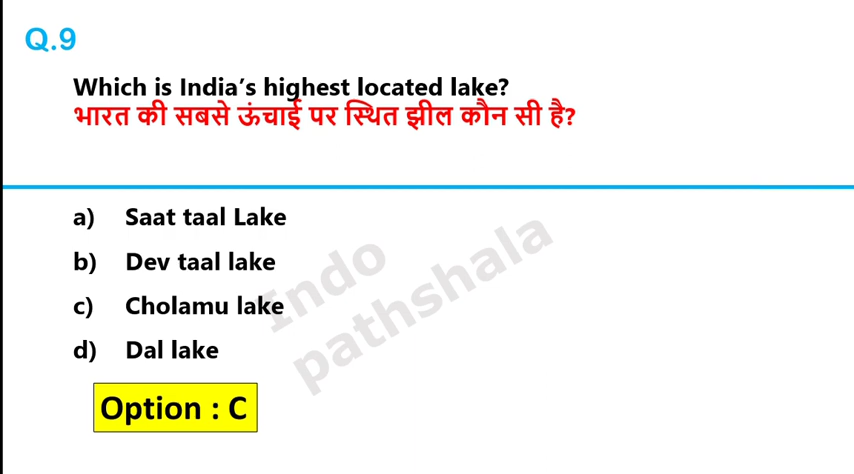 Q.9
Which is India's highest located lake?
भारत की सबसे ऊंचाई पर स्थित झील कौन सी है?
a) Saat taal Lake
b) Dev taal lake
c) Cholamu lake
d) Dal lake
Indo
pathshala
Option : C